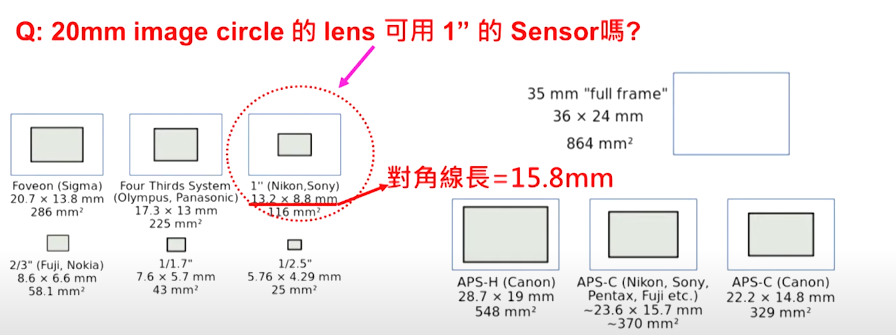 Q: 20mm image circle 的 lens 可用 1” 的 Sensor嗎?
35 mm "full frame"
36 × 24 mm
864 mm²
Foveon (Sigma)
20.7 × 13.8 mm
286 mm²
Four Thirds System
(Olympus, Panasonic)
17.3 × 13 mm
225 mm²
1" (Nikon,Sony)
13.2 × 8.8 mm
116 mm²
對角線長=15.8mm
2/3" (Fuji, Nokia)
8.6 × 6.6 mm
58.1 mm²
1/1.7"
7.6 × 5.7 mm
43 mm²
1/2.5"
5.76 × 4.29 mm
25 mm²
APS-H (Canon)
28.7 × 19 mm
548 mm²
APS-C (Nikon, Sony,
Pentax, Fuji etc.)
~23.6 × 15.7 mm
~370 mm²
APS-C (Canon)
22.2 × 14.8 mm
329 mm²